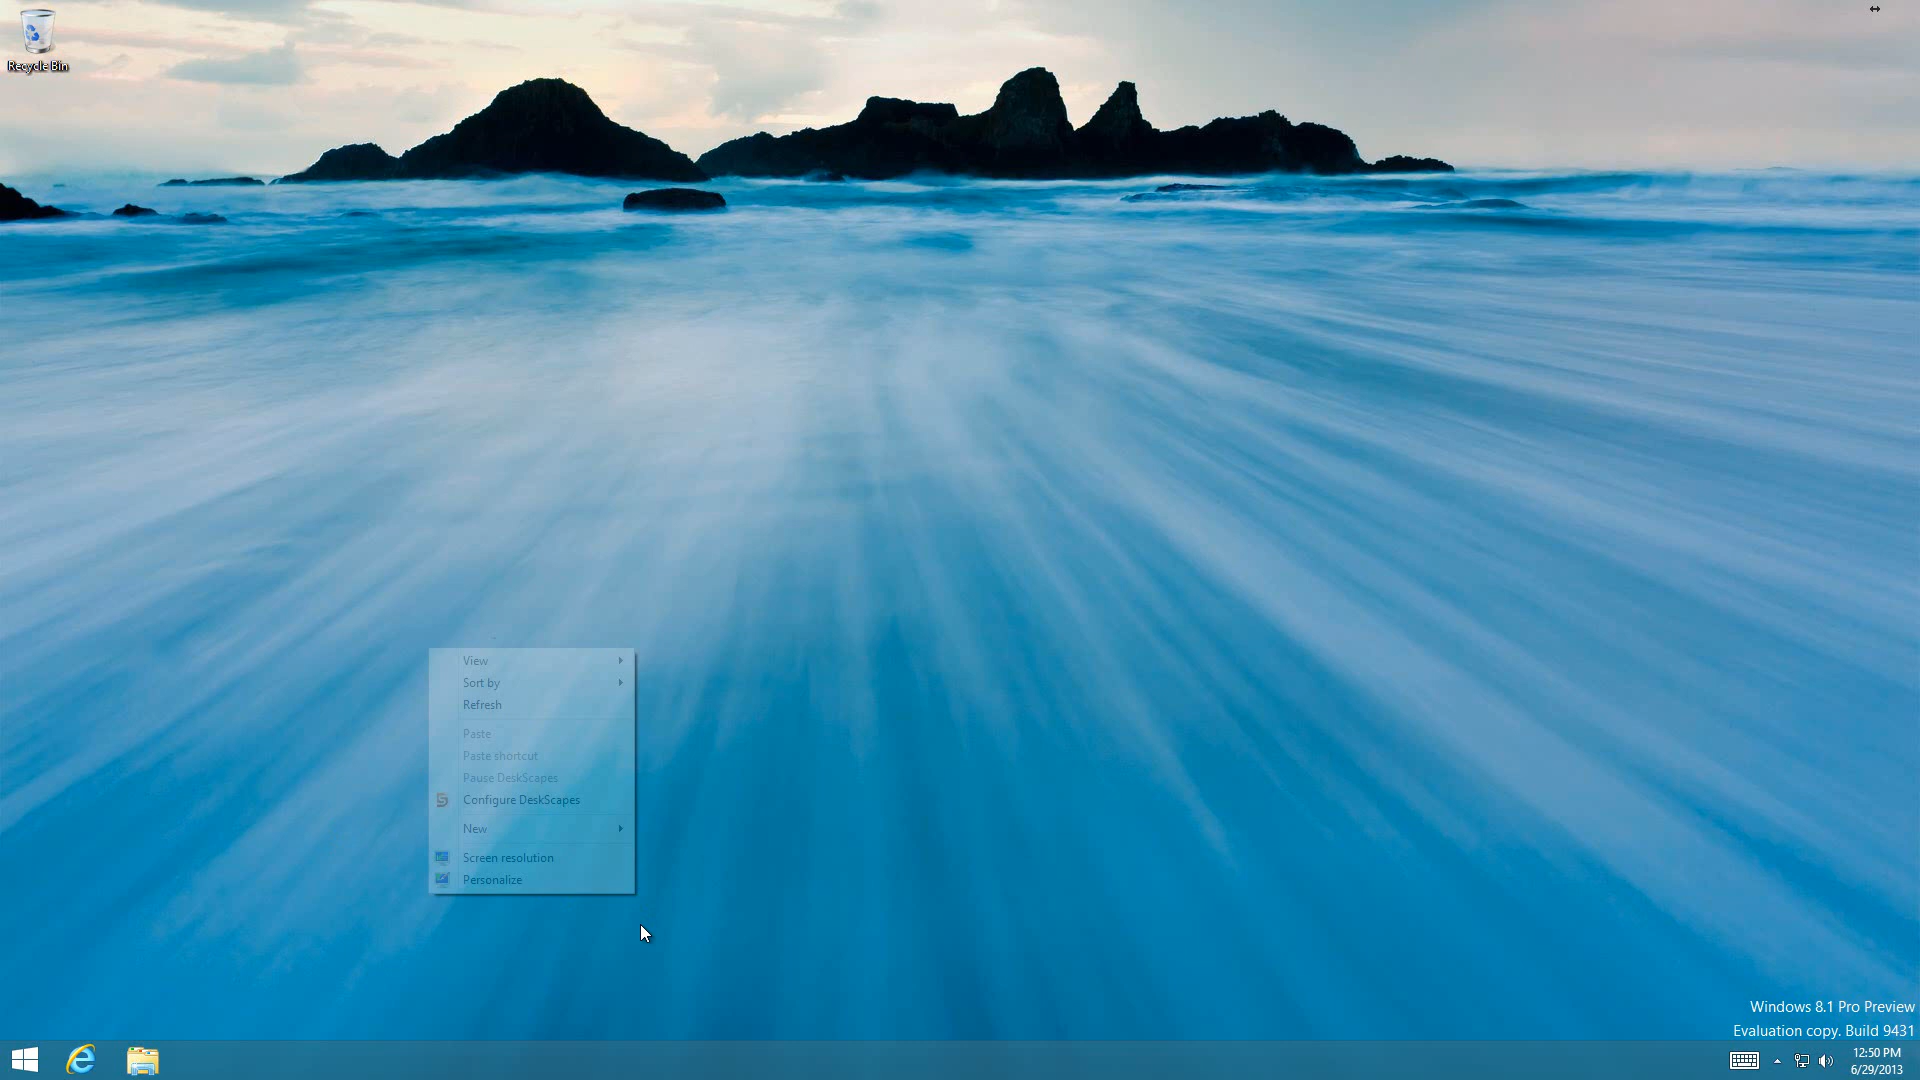 Recycle Bin
View
Sort by
Refresh
Paste
Paste shortcut
Pause DeskScapes
Configure DeskScapes
New
Screen resolution
Personalize
Windows 8.1 Pro Preview
Evaluation copy. Build 9431
12:50 PM
6/29/2013